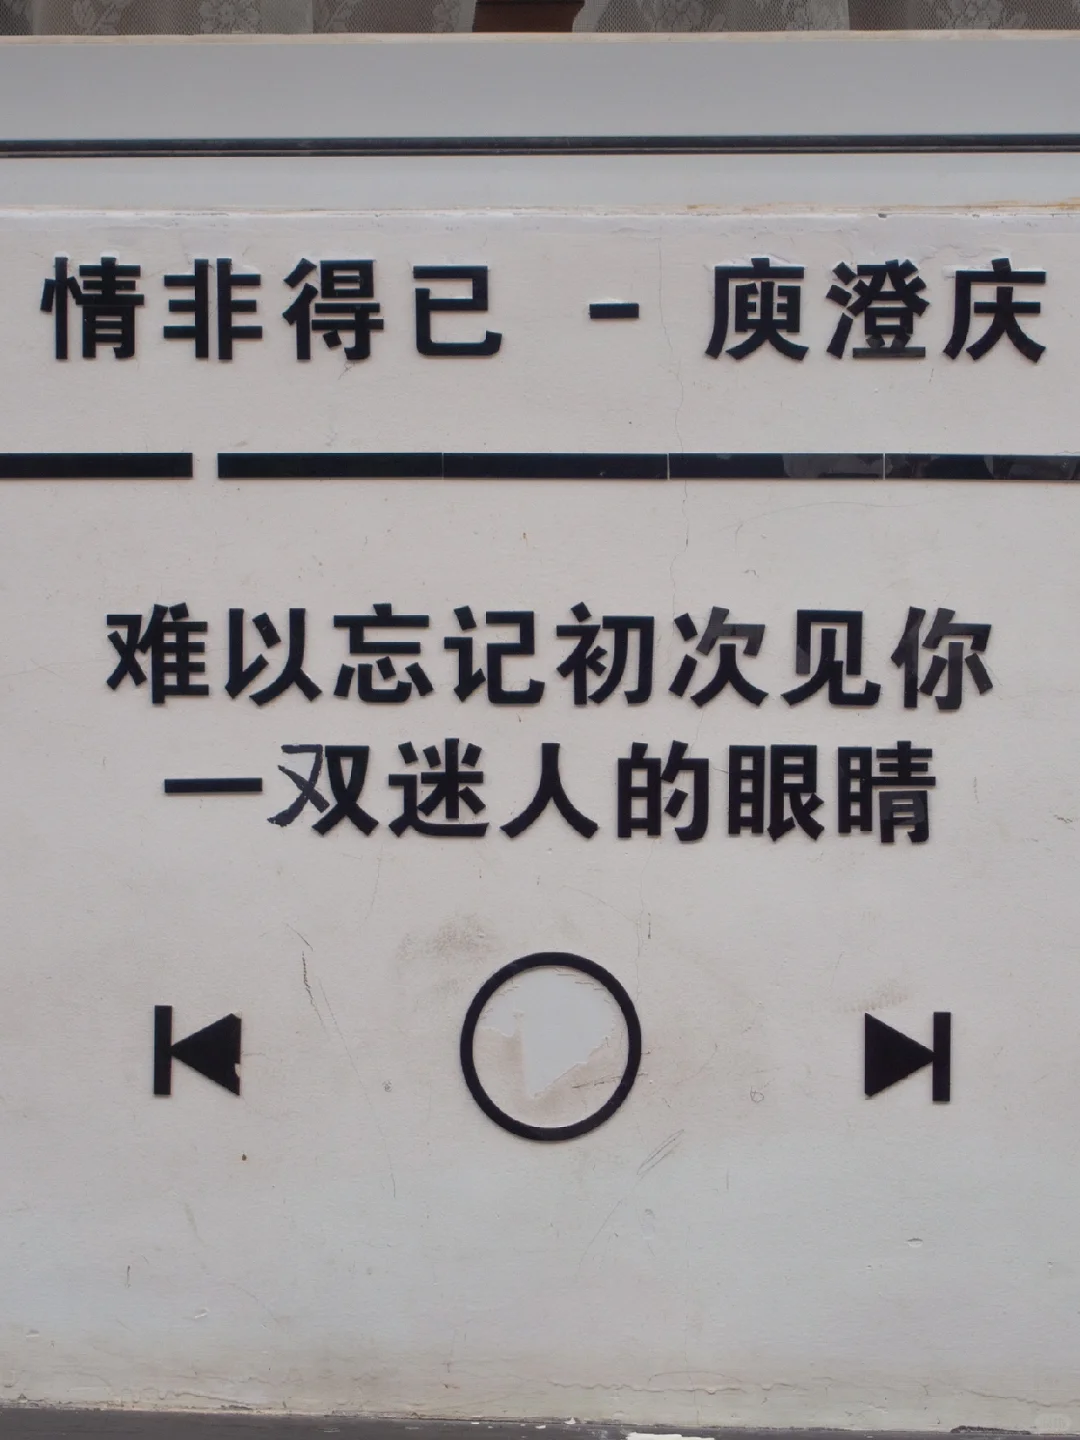 情非得已 - 庾澄庆
难以忘记初次见你
一双迷人的眼睛